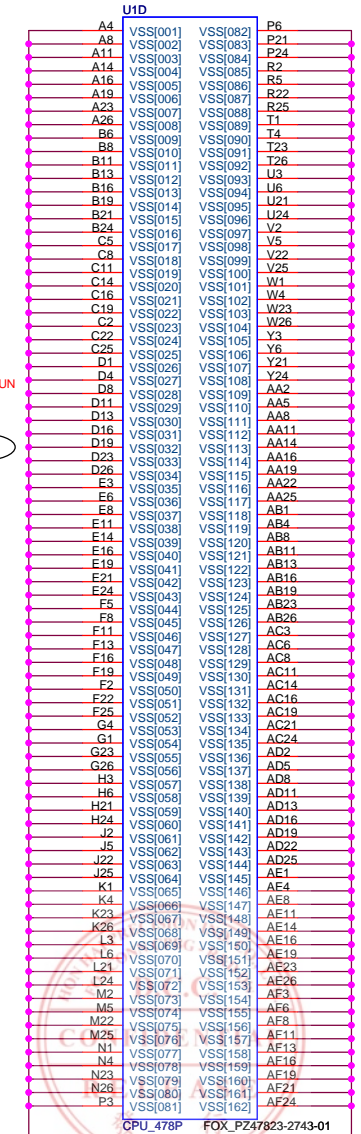 U1D
A4 VSS[001] VSS[082] P6
A8 VSS[002] VSS[083] P21
A11 VSS[003] VSS[084] P24
A14 VSS[004] VSS[085] R2
A16 VSS[005] VSS[086] R5
A19 VSS[006] VSS[087] R22
A23 VSS[007] VSS[088] R25
A26 VSS[008] VSS[089] T1
B6 VSS[009] VSS[090] T4
B8 VSS[010] VSS[091] T23
B11 VSS[011] VSS[092] T26
B13 VSS[012] VSS[093] U3
B16 VSS[013] VSS[094] U6
B19 VSS[014] VSS[095] U21
B21 VSS[015] VSS[096] U24
B24 VSS[016] VSS[097] V2
C5 VSS[017] VSS[098] V5
C8 VSS[018] VSS[099] V22
C11 VSS[019] VSS[100] V25
C14 VSS[020] VSS[101] W1
C16 VSS[021] VSS[102] W4
C19 VSS[022] VSS[103] W23
C2 VSS[023] VSS[104] W26
C22 VSS[024] VSS[105] Y3
C25 VSS[025] VSS[106] Y6
D1 VSS[026] VSS[107] Y21
UN D4 VSS[027] VSS[108] Y24
D8 VSS[028] VSS[109] AA2
D11 VSS[029] VSS[110] AA5
D13 VSS[030] VSS[111] AA8
D16 VSS[031] VSS[112] AA11
D19 VSS[032] VSS[113] AA14
D23 VSS[033] VSS[114] AA16
D26 VSS[034] VSS[115] AA19
E3 VSS[035] VSS[116] AA22
E6 VSS[036] VSS[117] AA25
E8 VSS[037] VSS[118] AB1
E11 VSS[038] VSS[119] AB4
E14 VSS[039] VSS[120] AB8
E16 VSS[040] VSS[121] AB11
E19 VSS[041] VSS[122] AB13
E21 VSS[042] VSS[123] AB16
E24 VSS[043] VSS[124] AB19
F5 VSS[044] VSS[125] AB23
F8 VSS[045] VSS[126] AB26
F11 VSS[046] VSS[127] AC3
F13 VSS[047] VSS[128] AC6
F16 VSS[048] VSS[129] AC8
F19 VSS[049] VSS[130] AC11
F2 VSS[050] VSS[131] AC14
F22 VSS[051] VSS[132] AC16
F25 VSS[052] VSS[133] AC19
G4 VSS[053] VSS[134] AC21
G1 VSS[054] VSS[135] AC24
G23 VSS[055] VSS[136] AD2
G26 VSS[056] VSS[137] AD5
H3 VSS[057] VSS[138] AD8
H6 VSS[058] VSS[139] AD11
H21 VSS[059] VSS[140] AD13
H24 VSS[060] VSS[141] AD16
J2 VSS[061] VSS[142] AD19
J5 VSS[062] VSS[143] AD22
J22 VSS[063] VSS[144] AD25
J25 VSS[064] VSS[145] AE1
K1 VSS[065] VSS[146] AE4
K4 VSS[066] VSS[147] AE8
K23 VSS[067] VSS[148] AE11
K26 VSS[068] VSS[149] AE14
L3 VSS[069] VSS[150] AE16
L6 VSS[070] VSS[151] AE19
L21 VSS[071] VSS[152] AE23
L24 VSS[072] VSS[153] AE26
M2 VSS[073] VSS[154] AF3
M5 VSS[074] VSS[155] AF6
M22 VSS[075] VSS[156] AF8
M25 VSS[076] VSS[157] AF11
N1 VSS[077] VSS[158] AF13
N4 VSS[078] VSS[159] AF16
N23 VSS[079] VSS[160] AF19
N26 VSS[080] VSS[161] AF21
P3 VSS[081] VSS[162] AF24
CPU_478P FOX_PZ47823-2743-01